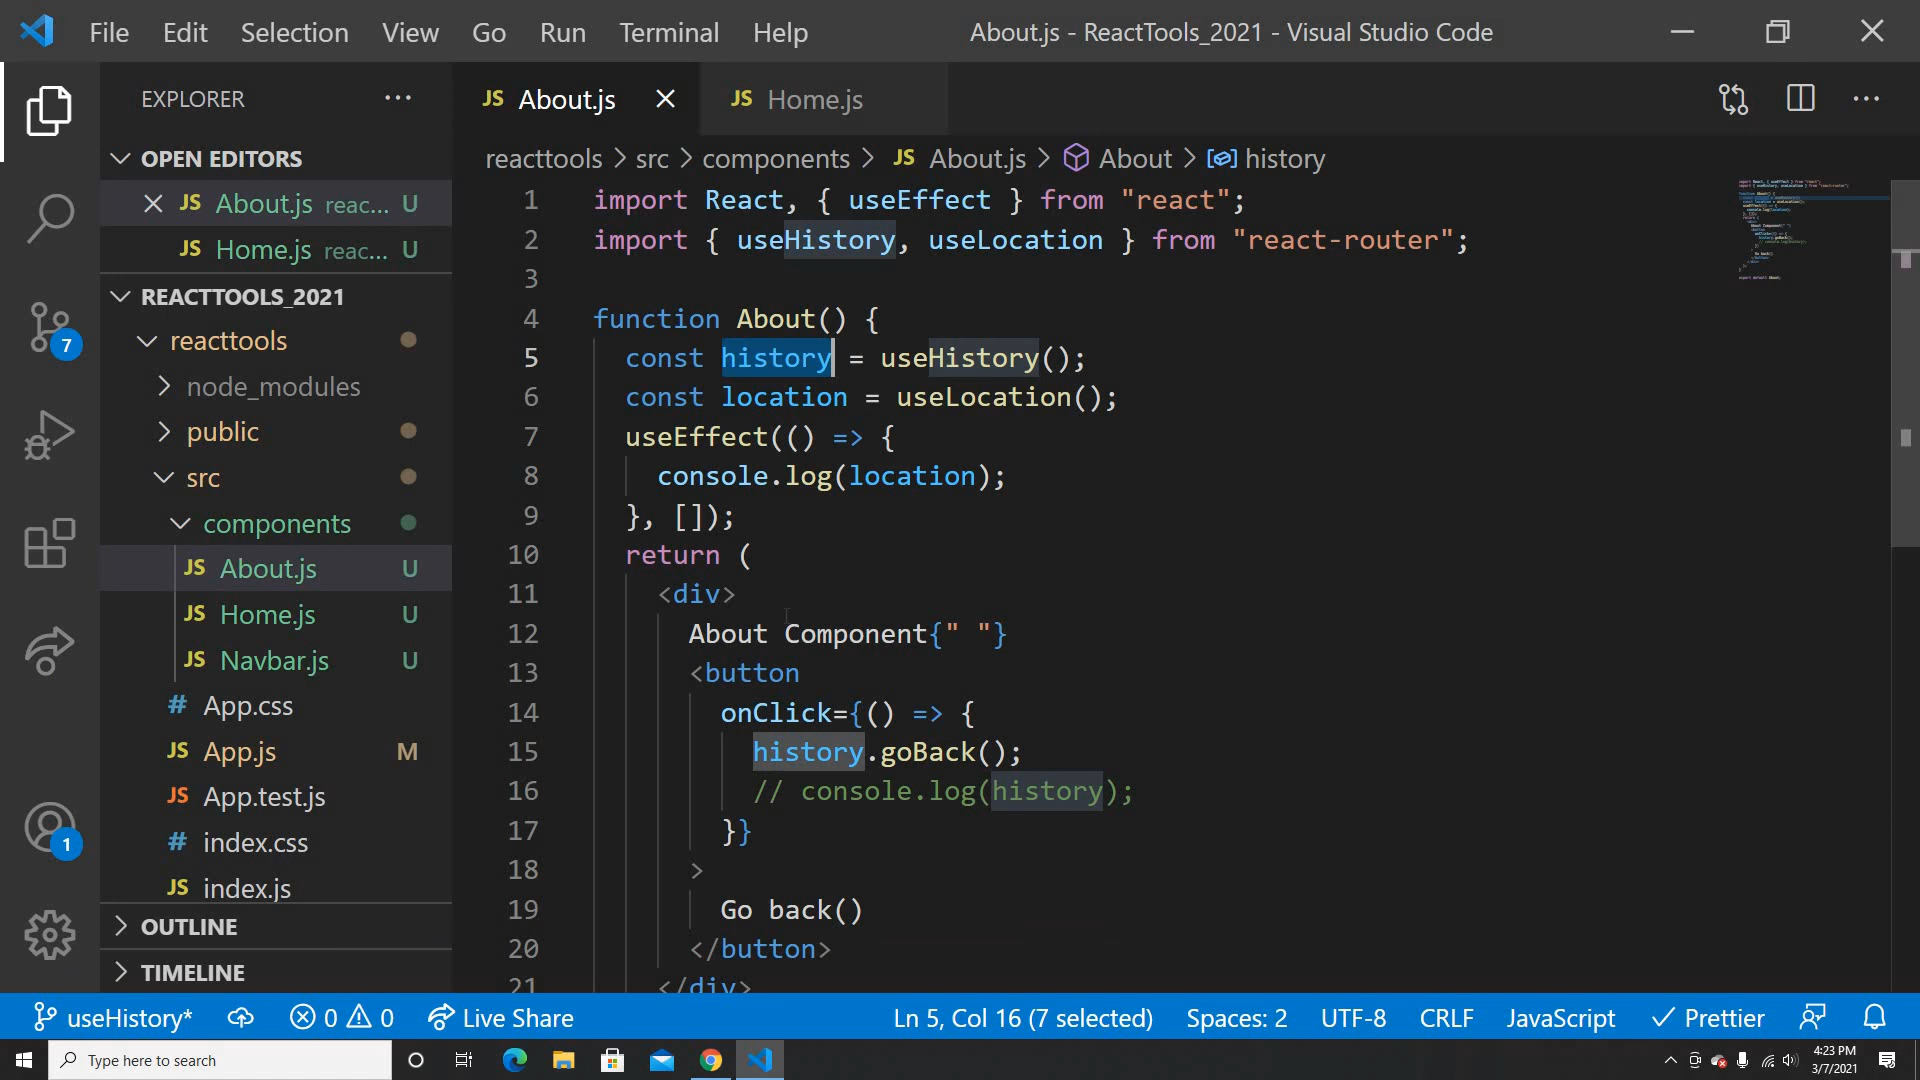 File Edit Selection View Go Run Terminal Help About.js - ReactTools_2021 - Visual Studio Code
EXPLORER ...
JS About.js JS Home.js ...
OPEN EDITORS
JS About.js reac... U
JS Home.js reac... U
REACTTOOLS_2021
reacttools
node_modules
public
src
components
JS About.js U
JS Home.js U
JS Navbar.js U
# App.css
JS App.js M
JS App.test.js
# index.css
JS index.js
OUTLINE
TIMELINE
7
1
reacttools > src > components > JS About.js > About > history
1 import React, { useEffect } from "react";
2 import { useHistory, useLocation } from "react-router";
3
4 function About() {
5 const history = useHistory();
6 const location = useLocation();
7 useEffect(() => {
8 console.log(location);
9 }, []);
10 return (
11 <div>
12 About Component{" "}
13 <button
14 onClick={() => {
15 history.goBack();
16 // console.log(history);
17 }}
18 >
19 Go back()
20 </button>
21 </div>
useHistory* 0 0 Live Share Ln 5, Col 16 (7 selected) Spaces: 2 UTF-8 CRLF JavaScript Prettier
Type here to search
4:23 PM
3/7/2021